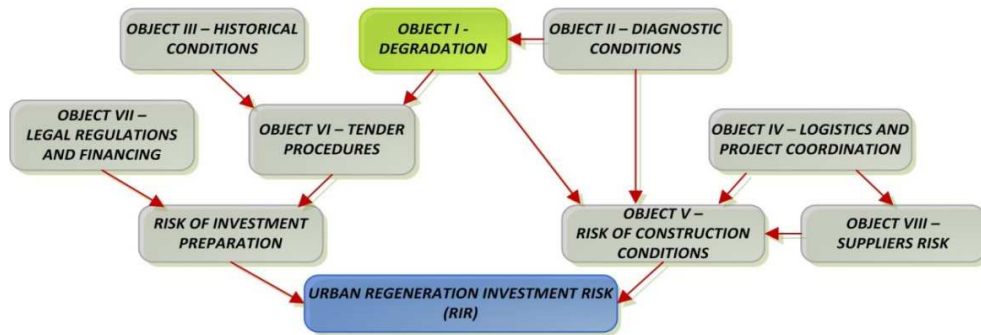 OBJECT III – HISTORICAL
CONDITIONS
OBJECT I -
DEGRADATION
OBJECT II – DIAGNOSTIC
CONDITIONS
OBJECT VII –
LEGAL REGULATIONS
AND FINANCING
OBJECT VI – TENDER
PROCEDURES
OBJECT IV – LOGISTICS AND
PROJECT COORDINATION
RISK OF INVESTMENT
PREPARATION
OBJECT V –
RISK OF CONSTRUCTION
CONDITIONS
OBJECT VIII –
SUPPLIERS RISK
URBAN REGENERATION INVESTMENT RISK
(RIR)